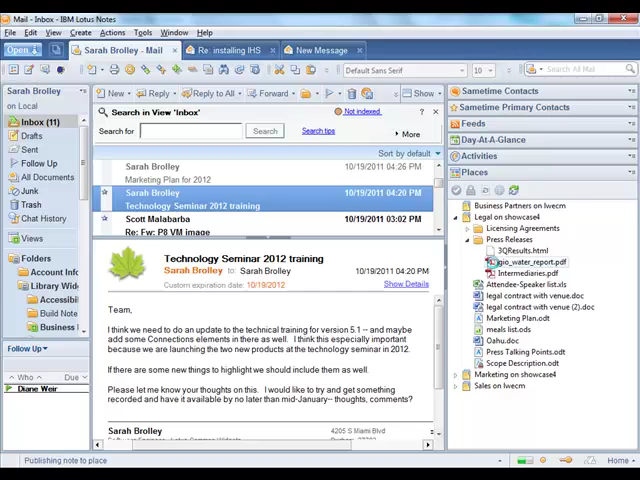 Mail - Inbox - IBM Lotus Notes
File Edit View Create Actions Tools Window Help
Open
Sarah Brolley - Mail
Re: installing IHS
New Message
Default Sans Serif
10
Search All Mail
Sarah Brolley
on Local
Inbox (11)
Drafts
Sent
Follow Up
All Documents
Junk
Trash
Chat History
Views
Folders
Account Info
Library Widg
Accessibil
Build Note
Business
Follow Up
Who
Due
Diane Weir
New
Reply
Reply to All
Forward
Show
Search in View 'Inbox'
Not indexed.
?
Search for
Search
Search tips
More
Sort by default
Sarah Brolley 10/19/2011 04:26 PM
Marketing Plan for 2012
Sarah Brolley 10/19/2011 04:20 PM
Technology Seminar 2012 training
Scott Malabarba 10/19/2011 03:02 PM
Re: Fw: P8 VM image
Technology Seminar 2012 training
Sarah Brolley to: Sarah Brolley 10/19/2011 04:20 PM
Custom expiration date: 10/19/2012
Show Details
Team,
I think we need to do an update to the technical training for version 5.1 -- and maybe
add some Connections elements in there as well. I think this especially important
because we are launching the two new products at the technology seminar in 2012.
If there are some new things to highlight we should include them as well.
Please let me know your thoughts on this. I would like to try and get something
recorded and have it available by no later than mid-January-- thoughts, comments?
Sarah Brolley 4205 S Miami Blvd
Sametime Contacts
Sametime Primary Contacts
Feeds
Day-At-A-Glance
Activities
Places
Business Partners on lwecm
Legal on showcase4
Licensing Agreements
Press Releases
3QResults.html
gio_water_report.pdf
Intermediaries.pdf
Attendee-Speaker list.xls
legal contract with venue.doc
legal contract with venue (2).doc
Marketing Plan.odt
meals list.ods
Oahu.doc
Press Talking Points.odt
Scope Description.odt
Marketing on showcase4
Sales on lwecm
Publishing note to place
Home